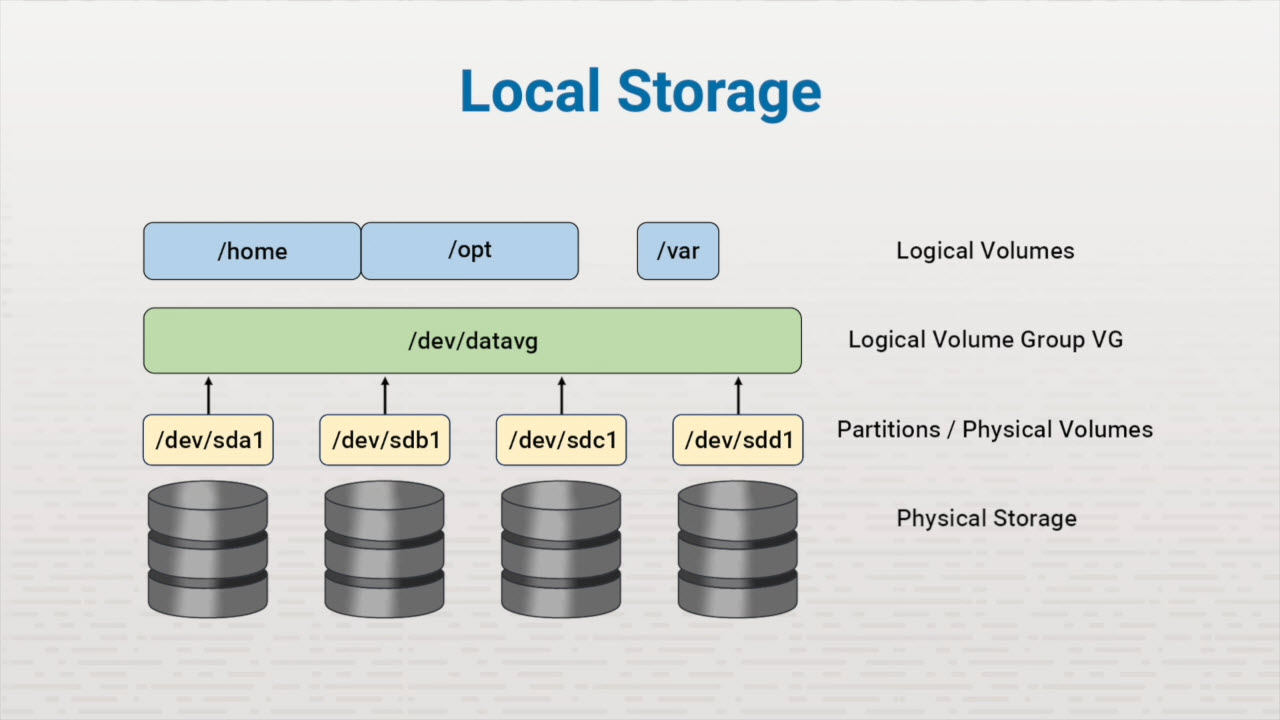 Local Storage
/home
/opt
/var
Logical Volumes
/dev/datavg
Logical Volume Group VG
/dev/sda1
/dev/sdb1
/dev/sdc1
/dev/sdd1
Partitions / Physical Volumes
Physical Storage